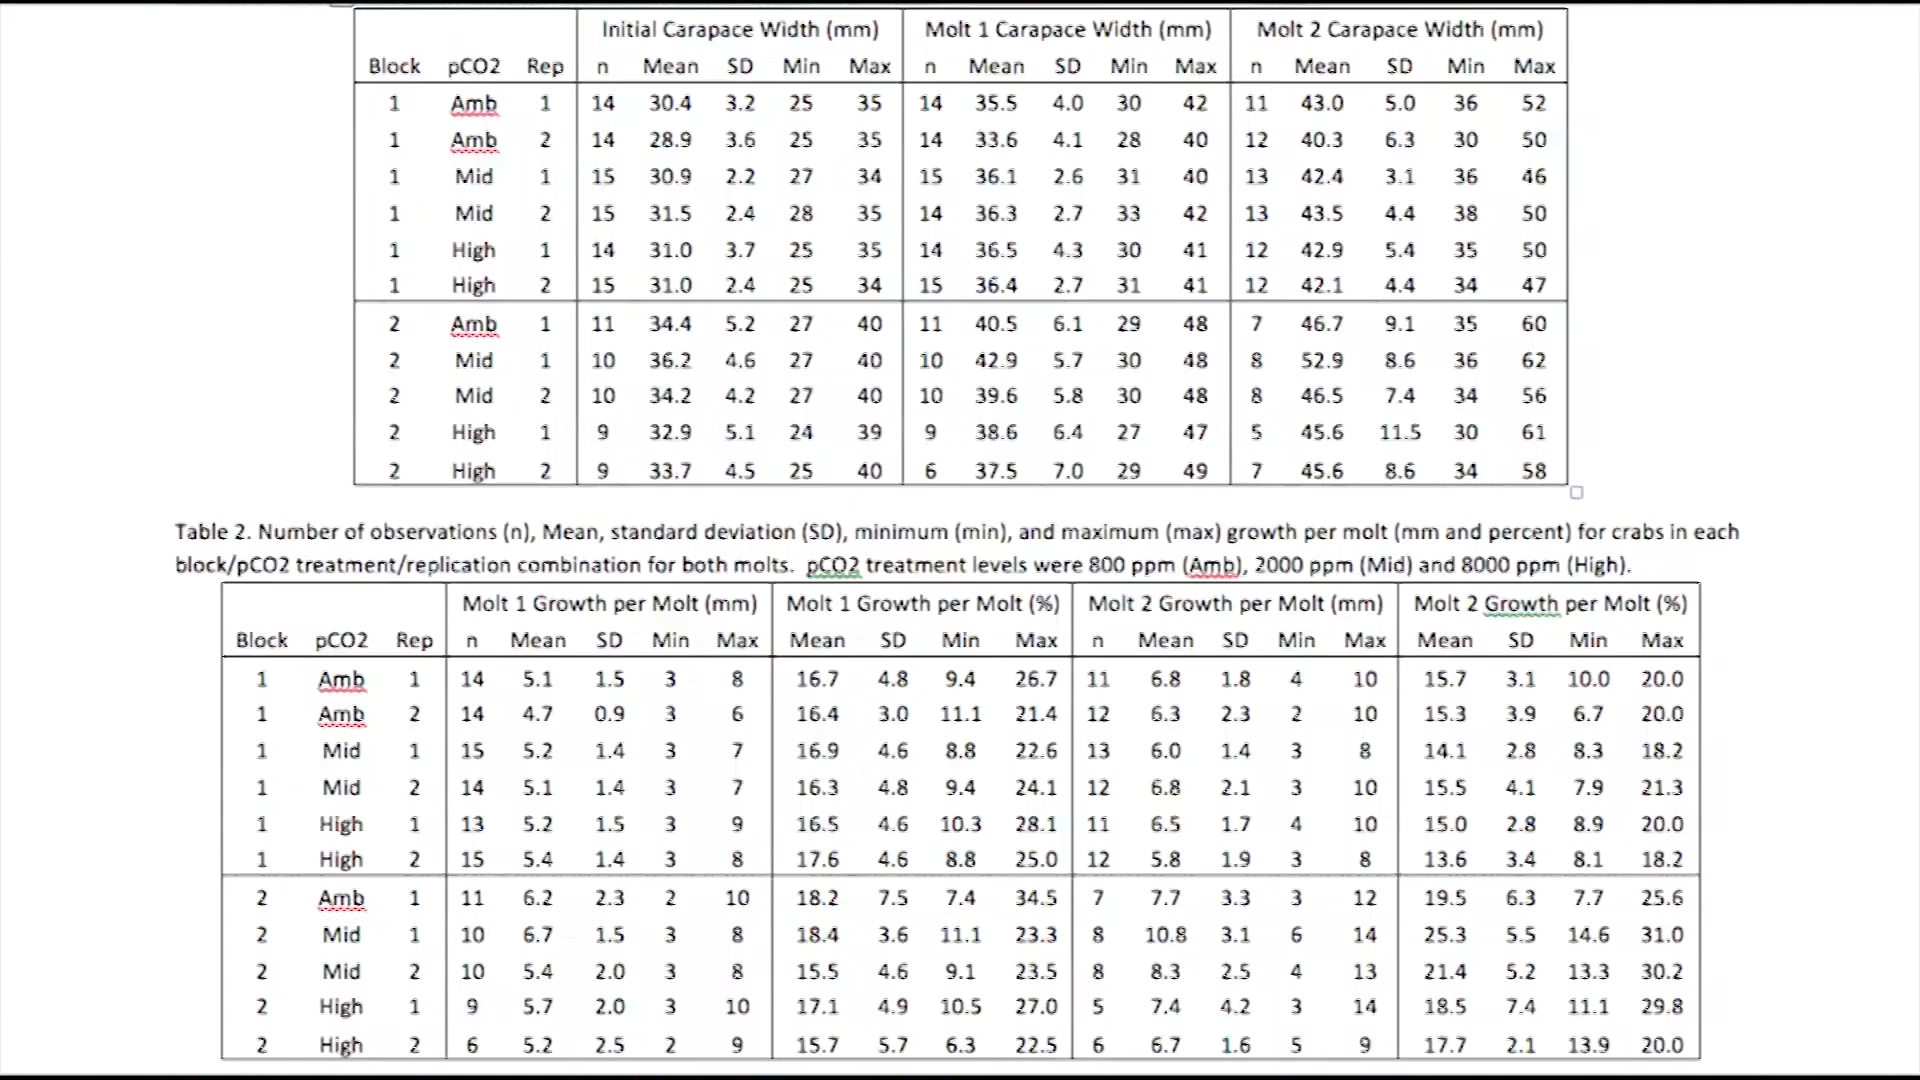 Initial Carapace Width (mm) Molt 1 Carapace Width (mm) Molt 2 Carapace Width (mm)
Block pCO2 Rep n Mean SD Min Max n Mean SD Min Max n Mean SD Min Max
1 Amb 1 14 30.4 3.2 25 35 14 35.5 4.0 30 42 11 43.0 5.0 36 52
1 Amb 2 14 28.9 3.6 25 35 14 33.6 4.1 28 40 12 40.3 6.3 30 50
1 Mid 1 15 30.9 2.2 27 34 15 36.1 2.6 31 40 13 42.4 3.1 36 46
1 Mid 2 15 31.5 2.4 28 35 14 36.3 2.7 33 42 13 43.5 4.4 38 50
1 High 1 14 31.0 3.7 25 35 14 36.5 4.3 30 41 12 42.9 5.4 35 50
1 High 2 15 31.0 2.4 25 34 15 36.4 2.7 31 41 12 42.1 4.4 34 47
2 Amb 1 11 34.4 5.2 27 40 11 40.5 6.1 29 48 7 46.7 9.1 35 60
2 Mid 1 10 36.2 4.6 27 40 10 42.9 5.7 30 48 8 52.9 8.6 36 62
2 Mid 2 10 34.2 4.2 27 40 10 39.6 5.8 30 48 8 46.5 7.4 34 56
2 High 1 9 32.9 5.1 24 39 9 38.6 6.4 27 47 5 45.6 11.5 30 61
2 High 2 9 33.7 4.5 25 40 6 37.5 7.0 29 49 7 45.6 8.6 34 58
Table 2. Number of observations (n), Mean, standard deviation (SD), minimum (min), and maximum (max) growth per molt (mm and percent) for crabs in each
block/pCO2 treatment/replication combination for both molts. pCO2 treatment levels were 800 ppm (Amb), 2000 ppm (Mid) and 8000 ppm (High).
Molt 1 Growth per Molt (mm) Molt 1 Growth per Molt (%) Molt 2 Growth per Molt (mm) Molt 2 Growth per Molt (%)
Block pCO2 Rep n Mean SD Min Max Mean SD Min Max n Mean SD Min Max Mean SD Min Max
1 Amb 1 14 5.1 1.5 3 8 16.7 4.8 9.4 26.7 11 6.8 1.8 4 10 15.7 3.1 10.0 20.0
1 Amb 2 14 4.7 0.9 3 6 16.4 3.0 11.1 21.4 12 6.3 2.3 2 10 15.3 3.9 6.7 20.0
1 Mid 1 15 5.2 1.4 3 7 16.9 4.6 8.8 22.6 13 6.0 1.4 3 8 14.1 2.8 8.3 18.2
1 Mid 2 14 5.1 1.4 3 7 16.3 4.8 9.4 24.1 12 6.8 2.1 3 10 15.5 4.1 7.9 21.3
1 High 1 13 5.2 1.5 3 9 16.5 4.6 10.3 28.1 11 6.5 1.7 4 10 15.0 2.8 8.9 20.0
1 High 2 15 5.4 1.4 3 8 17.6 4.6 8.8 25.0 12 5.8 1.9 3 8 13.6 3.4 8.1 18.2
2 Amb 1 11 6.2 2.3 2 10 18.2 7.5 7.4 34.5 7 7.7 3.3 3 12 19.5 6.3 7.7 25.6
2 Mid 1 10 6.7 1.5 3 8 18.4 3.6 11.1 23.3 8 10.8 3.1 6 14 25.3 5.5 14.6 31.0
2 Mid 2 10 5.4 2.0 3 8 15.5 4.6 9.1 23.5 8 8.3 2.5 4 13 21.4 5.2 13.3 30.2
2 High 1 9 5.7 2.0 3 10 17.1 4.9 10.5 27.0 5 7.4 4.2 3 14 18.5 7.4 11.1 29.8
2 High 2 6 5.2 2.5 2 9 15.7 5.7 6.3 22.5 6 6.7 1.6 5 9 17.7 2.1 13.9 20.0